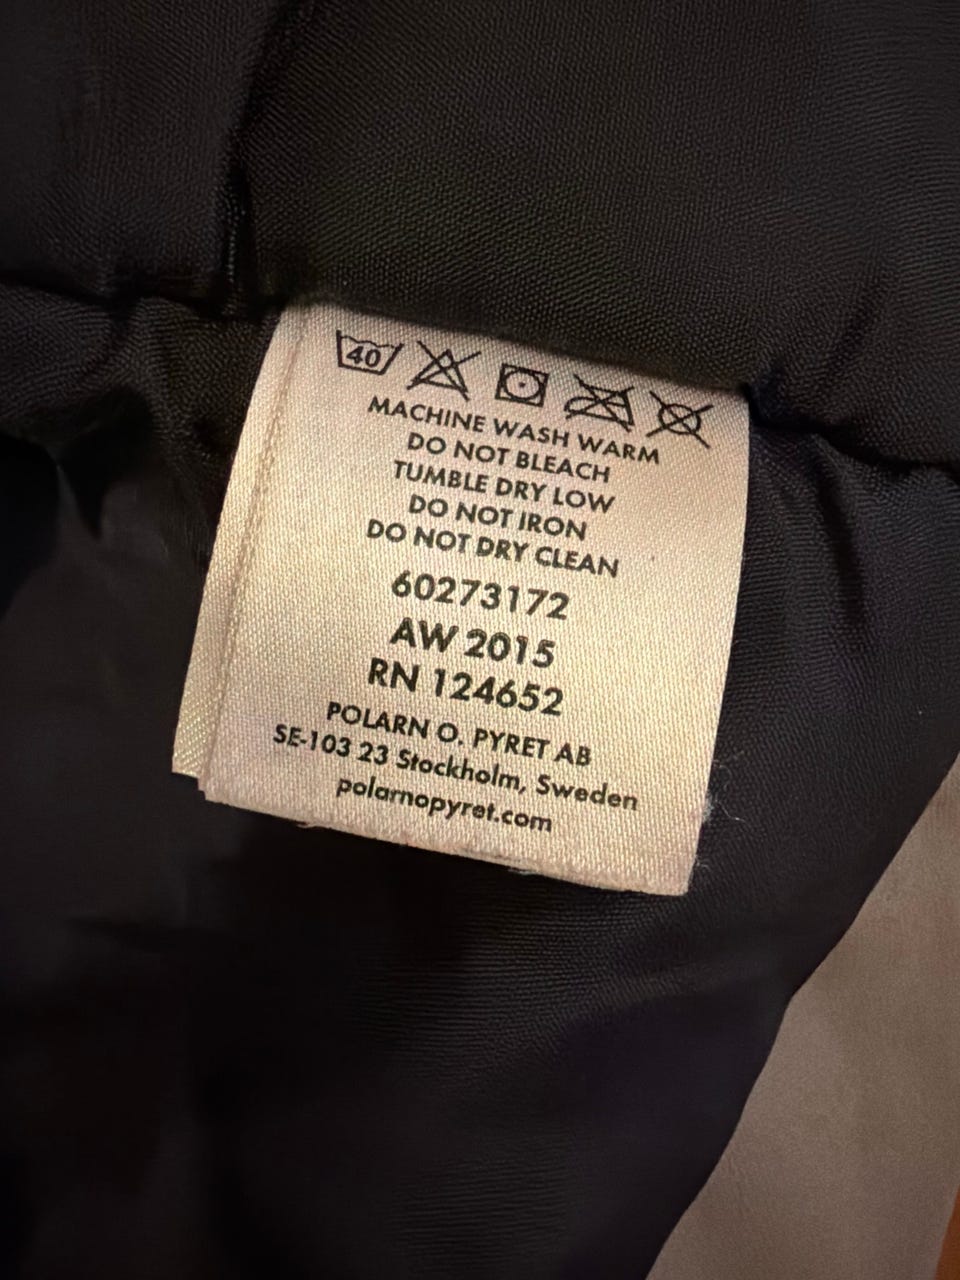 40
MACHINE WASH WARM
DO NOT BLEACH
TUMBLE DRY LOW
DO NOT IRON
DO NOT DRY CLEAN
60273172
AW 2015
RN 124652
POLARN O. PYRET AB
SE-103 23 Stockholm, Sweden
polarnopyret.com